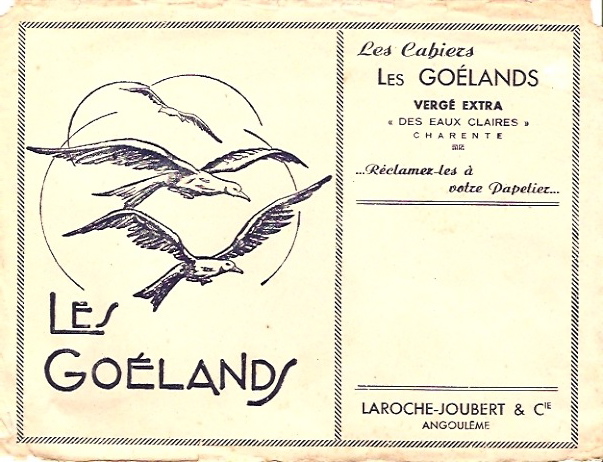 LES
GOÉLANDS
Les Cahiers
LES GOÉLANDS
VERGÉ EXTRA
« DES EAUX CLAIRES »
CHARENTE
...Réclamez-les à
votre Papetier...
LAROCHE-JOUBERT & CIE
ANGOULÊME